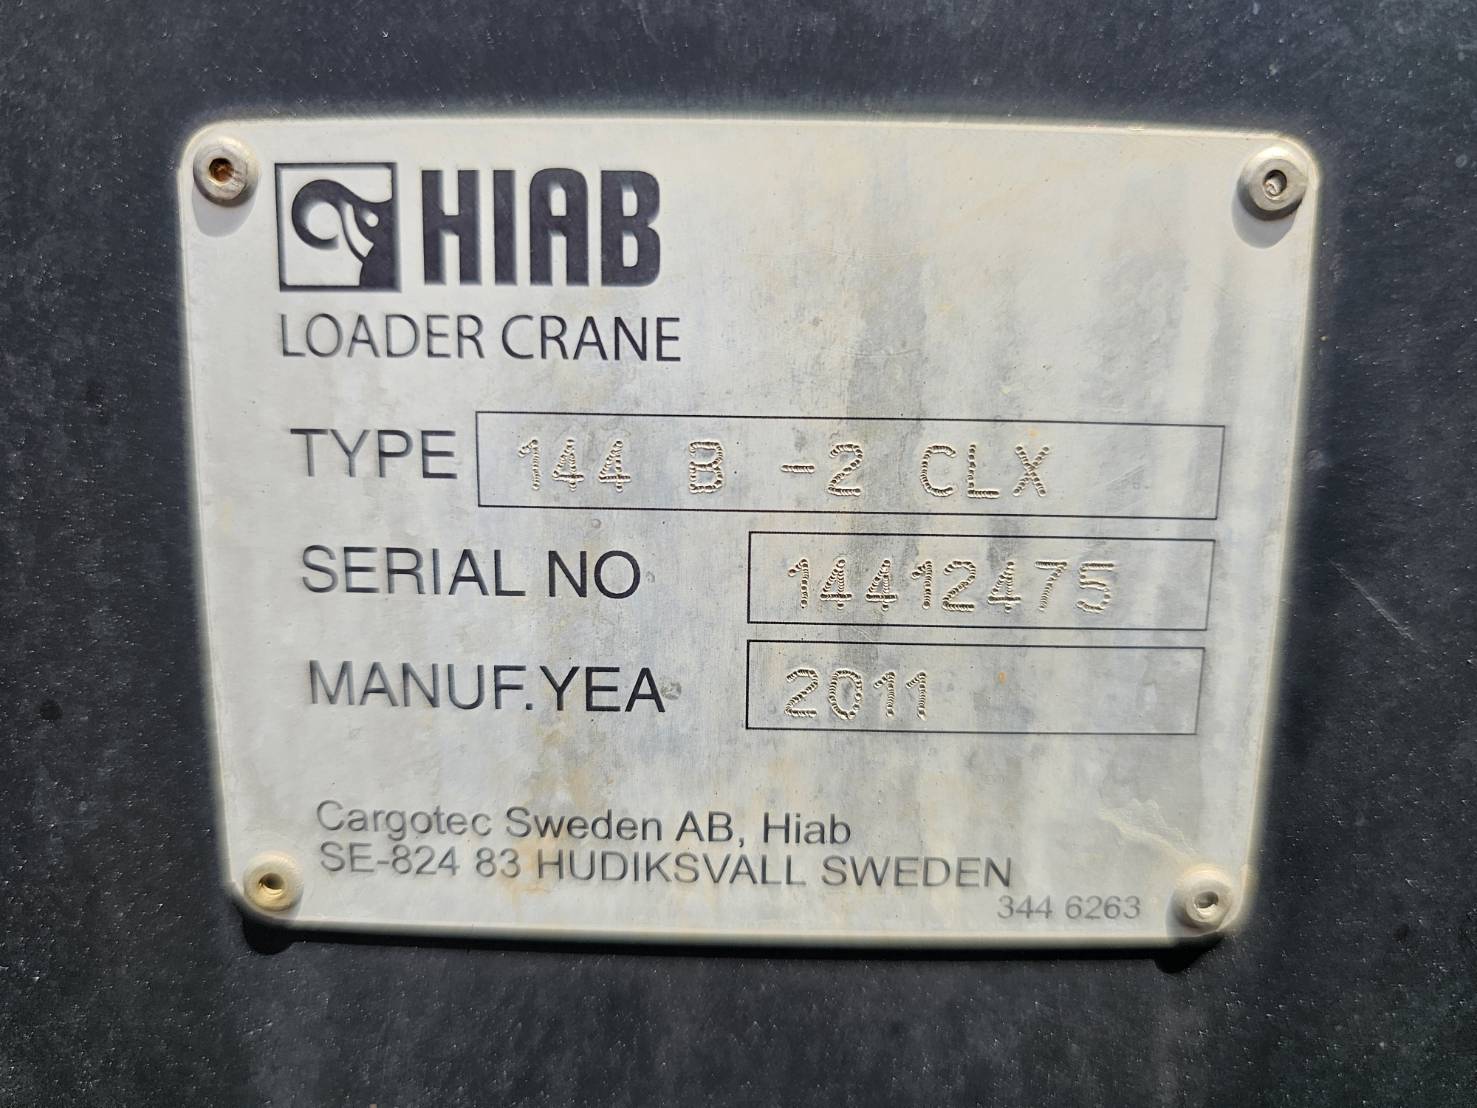 HIAB
LOADER CRANE
TYPE 144 B -2 CLX
SERIAL NO 14412475
MANUF.YEA 2011
Cargotec Sweden AB, Hiab
SE-824 83 HUDIKSVALL SWEDEN
344 6263